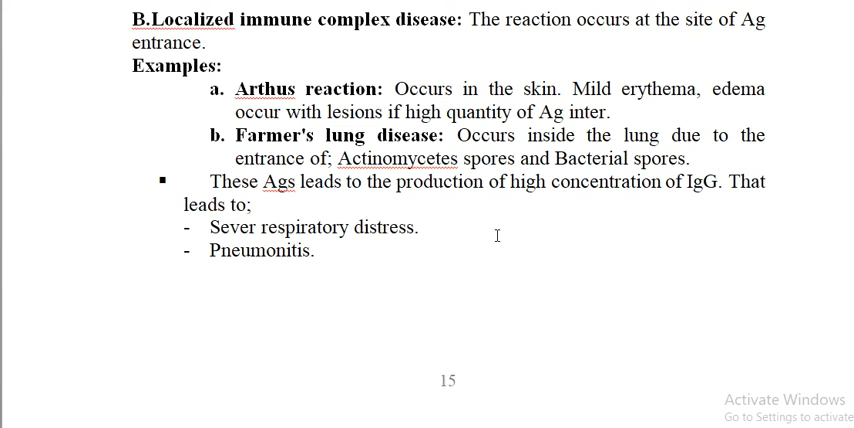 B.Localized immune complex disease: The reaction occurs at the site of Ag
entrance.
Examples:
a. Arthus reaction: Occurs in the skin. Mild erythema, edema
occur with lesions if high quantity of Ag inter.
b. Farmer's lung disease: Occurs inside the lung due to the
entrance of; Actinomycetes spores and Bacterial spores.
▪ These Ags leads to the production of high concentration of IgG. That
leads to;
- Sever respiratory distress.
- Pneumonitis.
15
Activate Windows
Go to Settings to activate